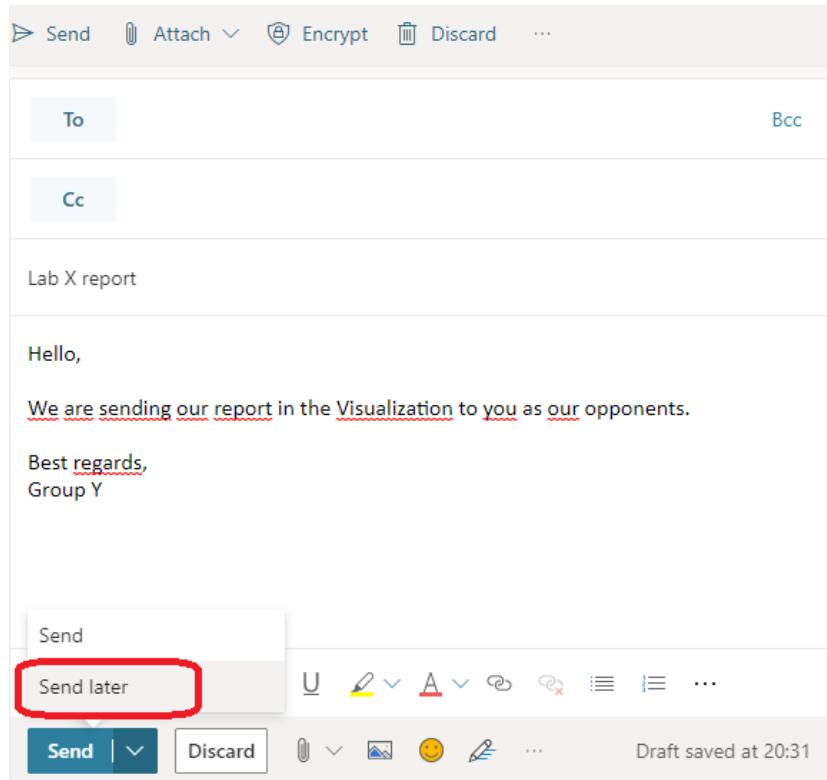 Send Attach Encrypt Discard ...
To Bcc
Cc
Lab X report
Hello,
We are sending our report in the Visualization to you as our opponents.
Best regards,
Group Y
Send
Send later
U A ...
Send Discard ... Draft saved at 20:31